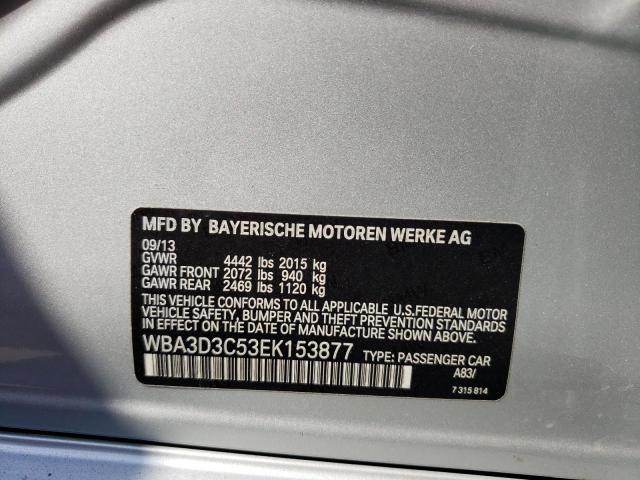 MFD BY BAYERISCHE MOTOREN WERKE AG
09/13
GVWR 4442 lbs 2015 kg
GAWR FRONT 2072 lbs 940 kg
GAWR REAR 2469 lbs 1120 kg
THIS VEHICLE CONFORMS TO ALL APPLICABLE U.S.FEDERAL MOTOR
VEHICLE SAFETY, BUMPER, AND THEFT PREVENTION STANDARDS
IN EFFECT ON THE DATE OF MANUFACTURE SHOWN ABOVE.
WBA3D3C53EK153877 TYPE: PASSENGER CAR
A83/
7 315 814